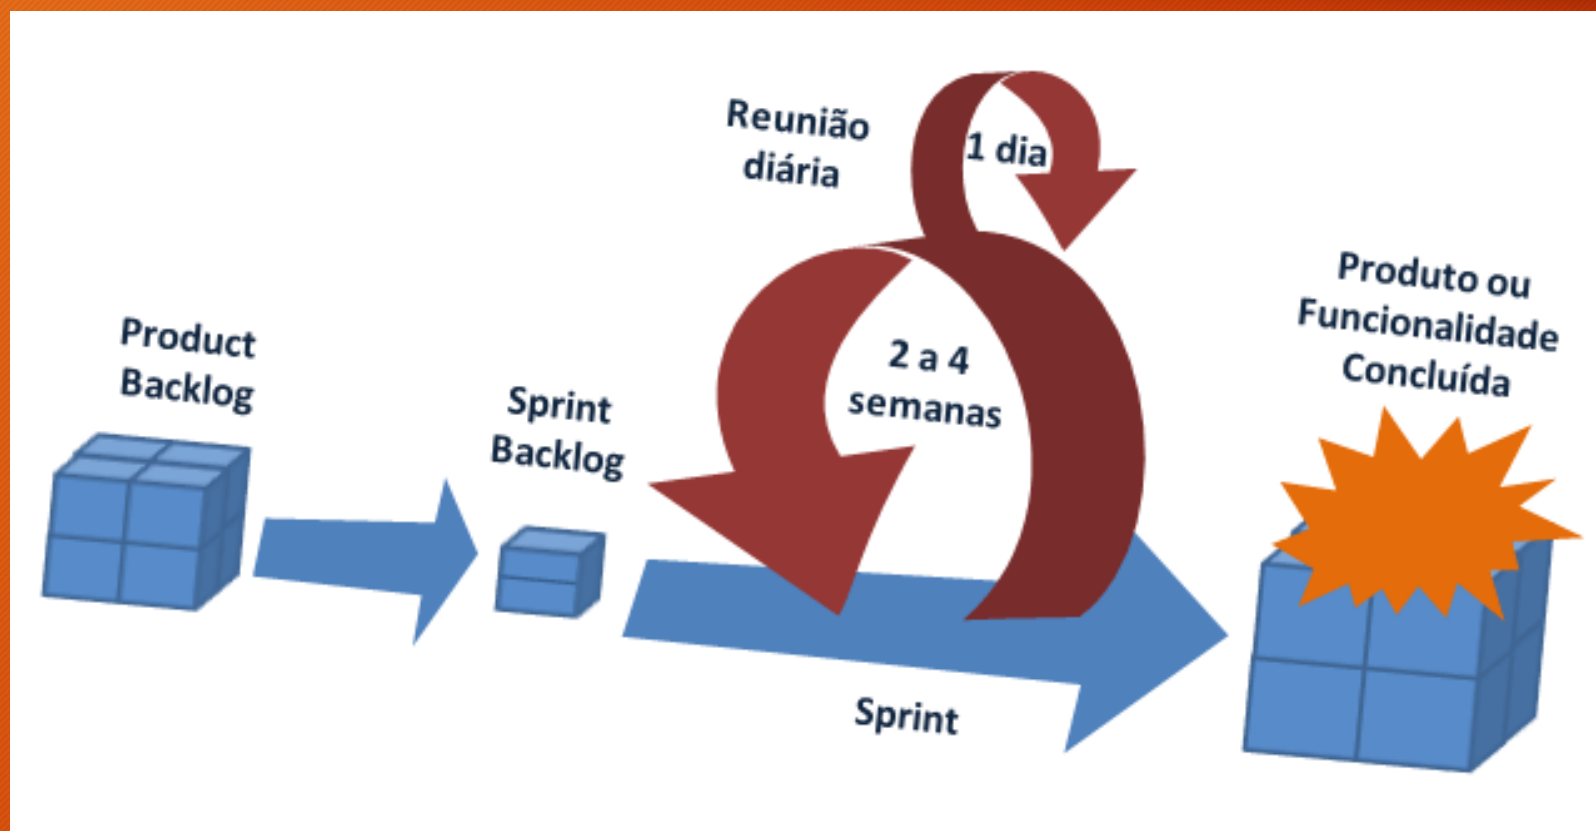 Product
Backlog
Sprint
Backlog
Reunião
diária
1 dia
2 a 4
semanas
Sprint
Produto ou
Funcionalidade
Concluída